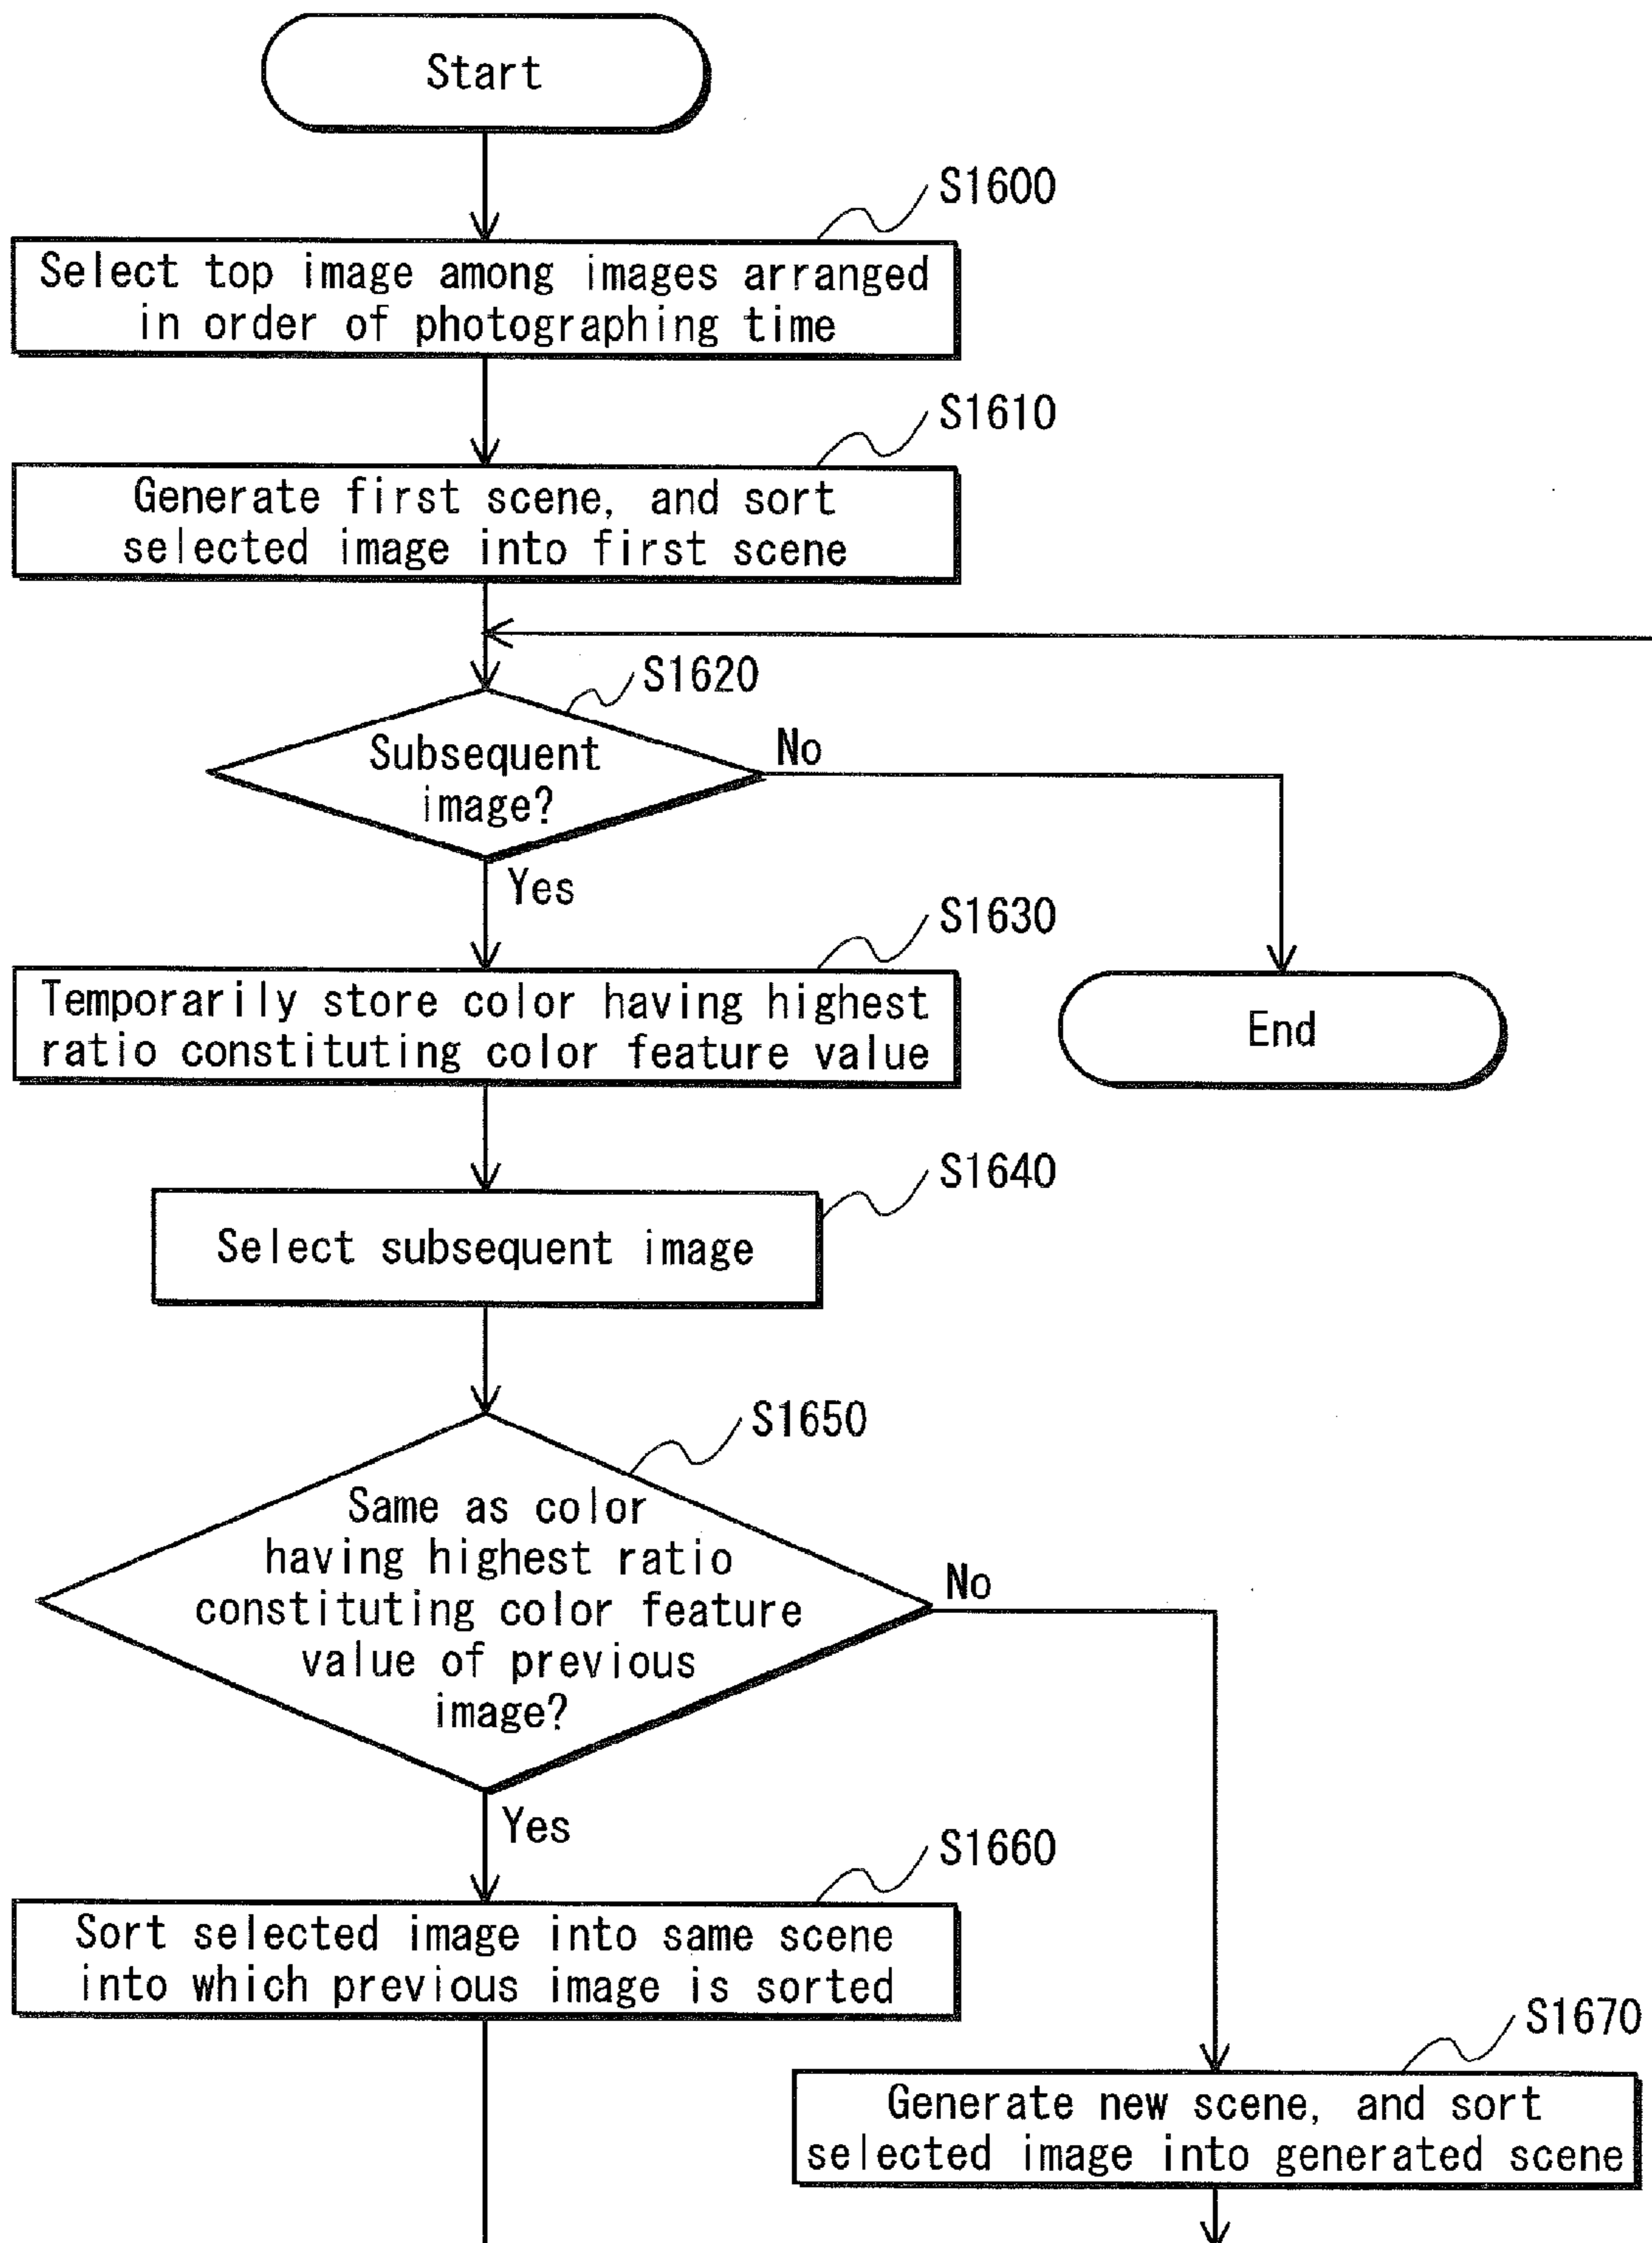 Start
S1600
Select top image among images arranged
in order of photographing time
S1610
Generate first scene, and sort
selected image into first scene
S1620
Subsequent
image?
No
Yes
S1630
Temporarily store color having highest
ratio constituting color feature value
End
S1640
Select subsequent image
S1650
Same as color
having highest ratio
constituting color feature
value of previous
image?
No
Yes
S1660
Sort selected image into same scene
into which previous image is sorted
S1670
Generate new scene, and sort
selected image into generated scene